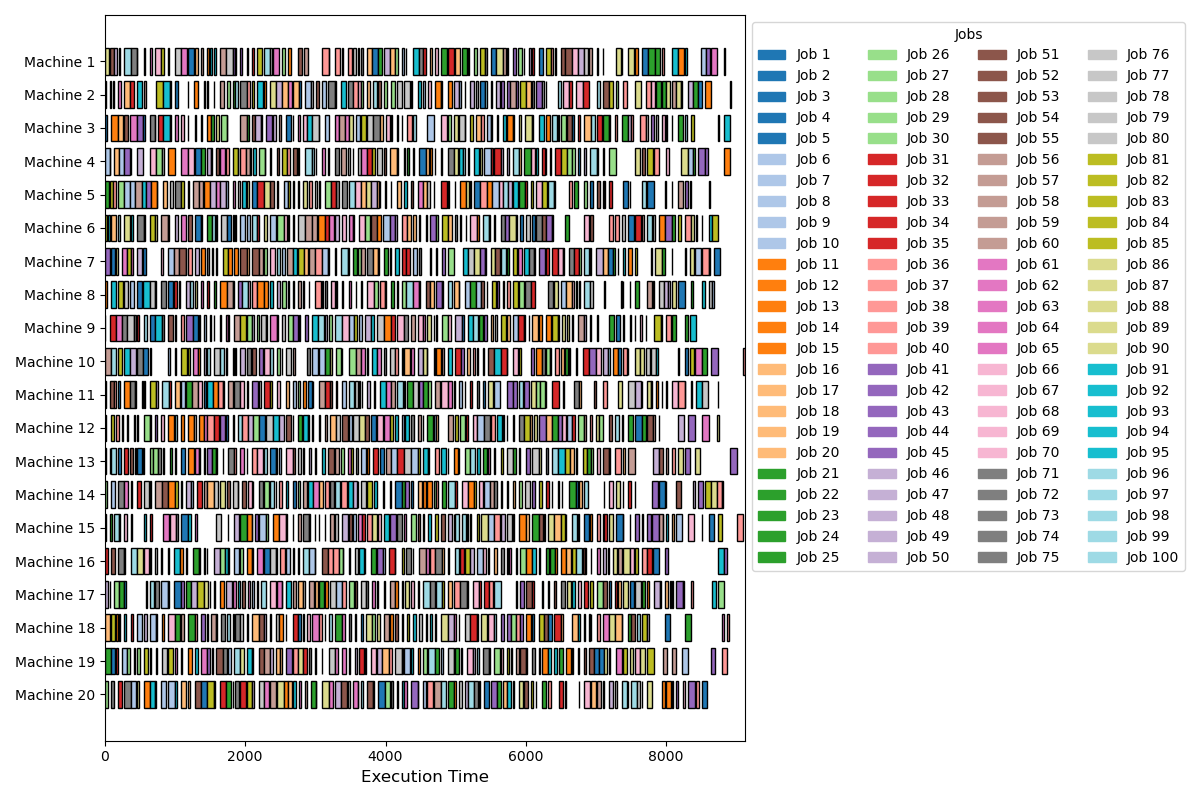 Machine 1
Machine 2
Machine 3
Machine 4
Machine 5
Machine 6
Machine 7
Machine 8
Machine 9
Machine 10
Machine 11
Machine 12
Machine 13
Machine 14
Machine 15
Machine 16
Machine 17
Machine 18
Machine 19
Machine 20
0 2000 4000 6000 8000
Execution Time
Jobs
Job 1 Job 26 Job 51 Job 76
Job 2 Job 27 Job 52 Job 77
Job 3 Job 28 Job 53 Job 78
Job 4 Job 29 Job 54 Job 79
Job 5 Job 30 Job 55 Job 80
Job 6 Job 31 Job 56 Job 81
Job 7 Job 32 Job 57 Job 82
Job 8 Job 33 Job 58 Job 83
Job 9 Job 34 Job 59 Job 84
Job 10 Job 35 Job 60 Job 85
Job 11 Job 36 Job 61 Job 86
Job 12 Job 37 Job 62 Job 87
Job 13 Job 38 Job 63 Job 88
Job 14 Job 39 Job 64 Job 89
Job 15 Job 40 Job 65 Job 90
Job 16 Job 41 Job 66 Job 91
Job 17 Job 42 Job 67 Job 92
Job 18 Job 43 Job 68 Job 93
Job 19 Job 44 Job 69 Job 94
Job 20 Job 45 Job 70 Job 95
Job 21 Job 46 Job 71 Job 96
Job 22 Job 47 Job 72 Job 97
Job 23 Job 48 Job 73 Job 98
Job 24 Job 49 Job 74 Job 99
Job 25 Job 50 Job 75 Job 100